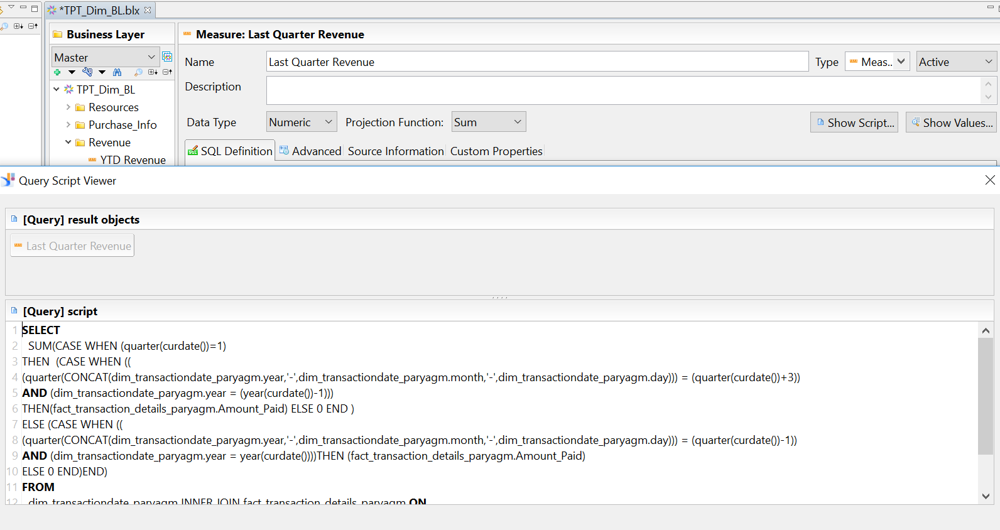 *TPT_Dim_BL.blx
Business Layer
Measure: Last Quarter Revenue
Master
Name
Last Quarter Revenue
Type
Meas..
Active
Description
TPT_Dim_BL
Resources
Purchase_Info
Revenue
YTD Revenue
Data Type
Numeric
Projection Function:
Sum
Show Script...
Show Values...
SQL Definition
Advanced
Source Information
Custom Properties
Query Script Viewer
[Query] result objects
Last Quarter Revenue
[Query] script
1 SELECT
2 SUM(CASE WHEN (quarter(curdate())=1)
3 THEN (CASE WHEN ((
4 (quarter(CONCAT(dim_transactiondate_paryagm.year,'-',dim_transactiondate_paryagm.month,'-',dim_transactiondate_paryagm.day))) = (quarter(curdate())+3))
5 AND (dim_transactiondate_paryagm.year = (year(curdate())-1)))
6 THEN(fact_transaction_details_paryagm.Amount_Paid) ELSE 0 END )
7 ELSE (CASE WHEN ((
8 (quarter(CONCAT(dim_transactiondate_paryagm.year,'-',dim_transactiondate_paryagm.month,'-',dim_transactiondate_paryagm.day))) = (quarter(curdate())-1))
9 AND (dim_transactiondate_paryagm.year = year(curdate())))THEN (fact_transaction_details_paryagm.Amount_Paid)
10 ELSE 0 END)END)
11 FROM
12 dim_transactiondate_paryagm INNER JOIN fact_transaction_details_paryagm ON